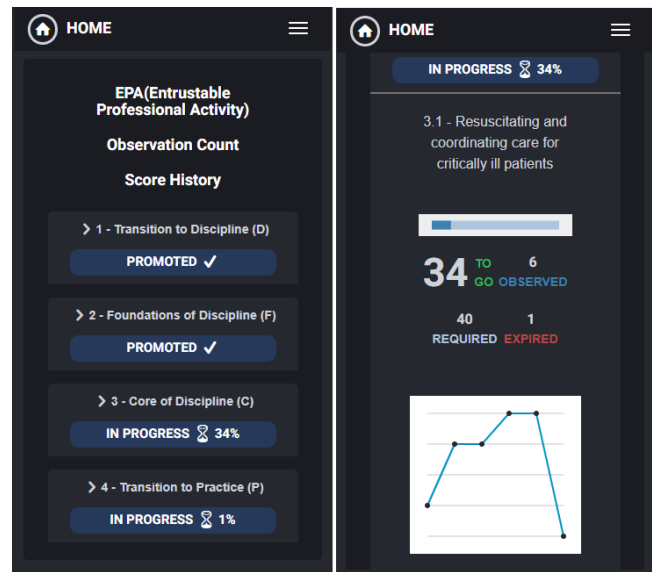 HOME
EPA(Entrustable
Professional Activity)
Observation Count
Score History
1 - Transition to Discipline (D)
PROMOTED
2 - Foundations of Discipline (F)
PROMOTED
3 - Core of Discipline (C)
IN PROGRESS 34%
4 - Transition to Practice (P)
IN PROGRESS 1%
HOME
IN PROGRESS 34%
3.1 - Resuscitating and
coordinating care for
critically ill patients
34 TO GO
6 OBSERVED
40 REQUIRED
1 EXPIRED